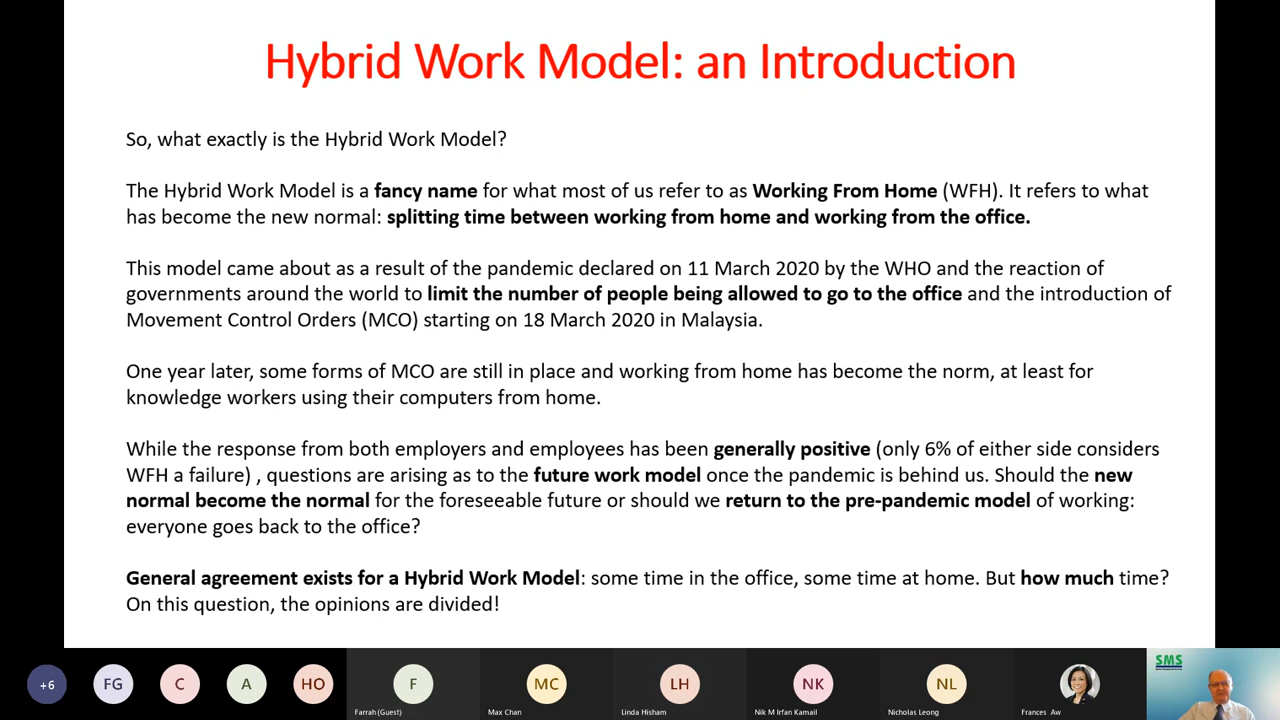 Hybrid Work Model: an Introduction
So, what exactly is the Hybrid Work Model?
The Hybrid Work Model is a fancy name for what most of us refer to as Working From Home (WFH). It refers to what
has become the new normal: splitting time between working from home and working from the office.
This model came about as a result of the pandemic declared on 11 March 2020 by the WHO and the reaction of
governments around the world to limit the number of people being allowed to go to the office and the introduction of
Movement Control Orders (MCO) starting on 18 March 2020 in Malaysia.
One year later, some forms of MCO are still in place and working from home has become the norm, at least for
knowledge workers using their computers from home.
While the response from both employers and employees has been generally positive (only 6% of either side considers
WFH a failure) , questions are arising as to the future work model once the pandemic is behind us. Should the new
normal become the normal for the foreseeable future or should we return to the pre-pandemic model of working:
everyone goes back to the office?
General agreement exists for a Hybrid Work Model: some time in the office, some time at home. But how much time?
On this question, the opinions are divided!
+6 FG C A HO F MC LH NK NL SMS
Farrah (Guest) Max Chan Linda Hisham Nik M Irfan Kamail Nicholas Leong Frances Aw